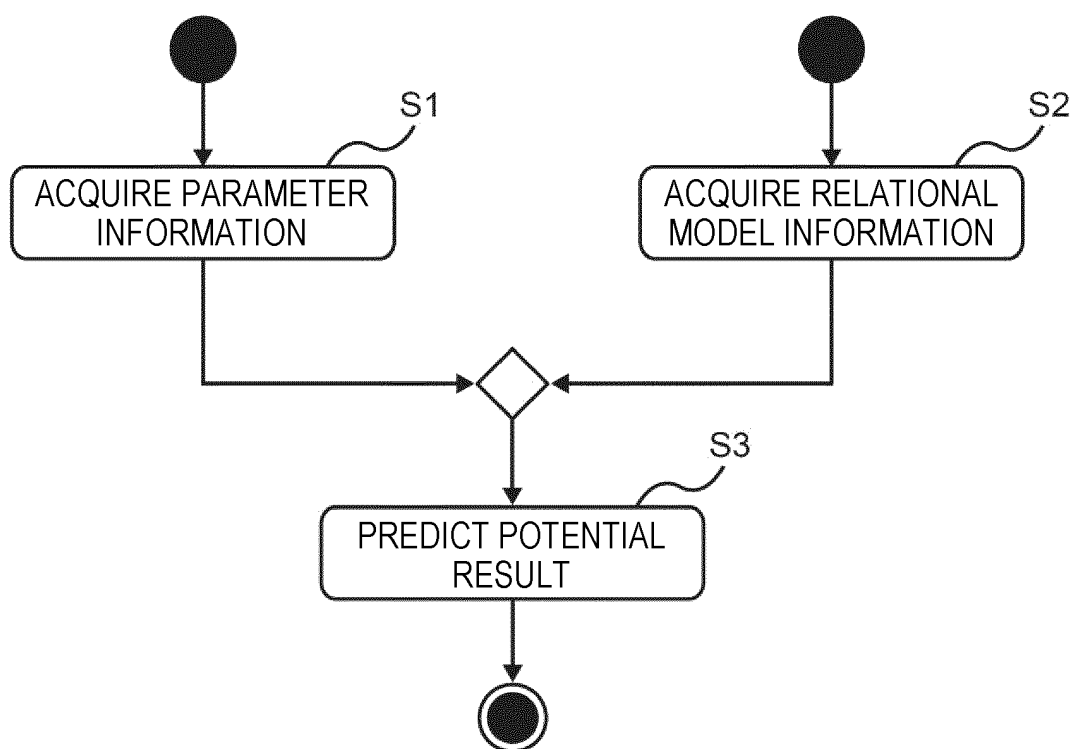 S1
S2
ACQUIRE PARAMETER
INFORMATION
ACQUIRE RELATIONAL
MODEL INFORMATION
S3
PREDICT POTENTIAL
RESULT